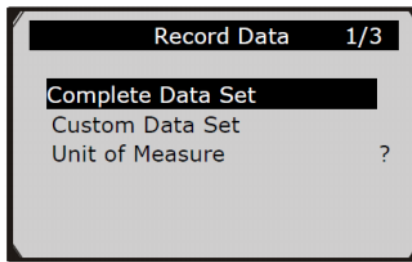 Record Data 1/3
Complete Data Set
Custom Data Set
Unit of Measure ?